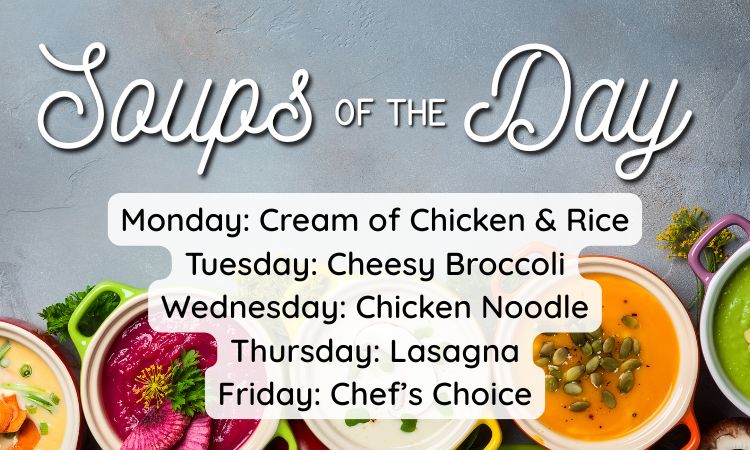 Soups OF THE Day
Monday: Cream of Chicken & Rice
Tuesday: Cheesy Broccoli
Wednesday: Chicken Noodle
Thursday: Lasagna
Friday: Chef's Choice